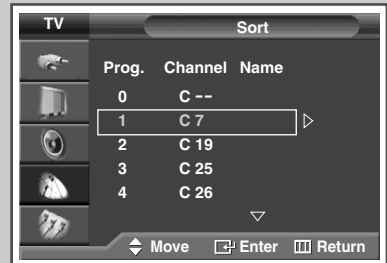 TV Sort
Prog. Channel Name
0 C --
1 C 7
2 C 19
3 C 25
4 C 26
Move Enter Return